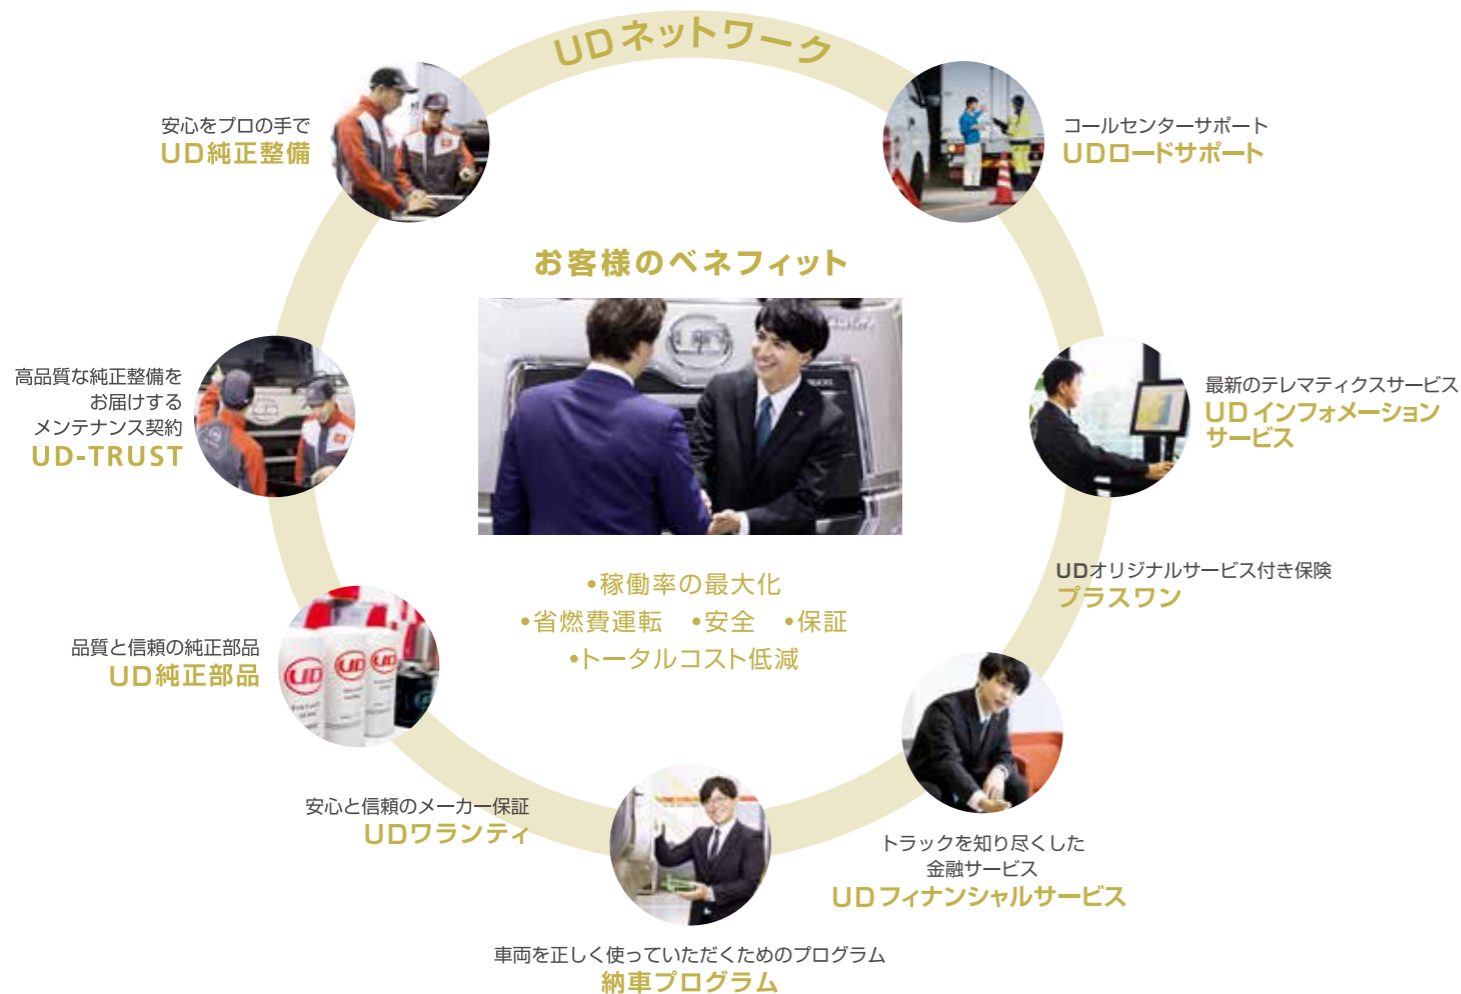 UDネットワーク
安心をプロの手で
UD純正整備
コールセンターサポート
UDロードサポート
お客様のベネフィット
高品質な純正整備を
お届けする
メンテナンス契約
UD-TRUST
最新のテレマティクスサービス
UDインフォメーション
サービス
•稼働率の最大化
•省燃費運転 •安全 •保証
•トータルコスト低減
UDオリジナルサービス付き保険
プラスワン
品質と信頼の純正部品
UD純正部品
UD
UD
UD
安心と信頼のメーカー保証
UDワランティ
トラックを知り尽くした
金融サービス
UDフィナンシャルサービス
車両を正しく使っていただくためのプログラム
納車プログラム